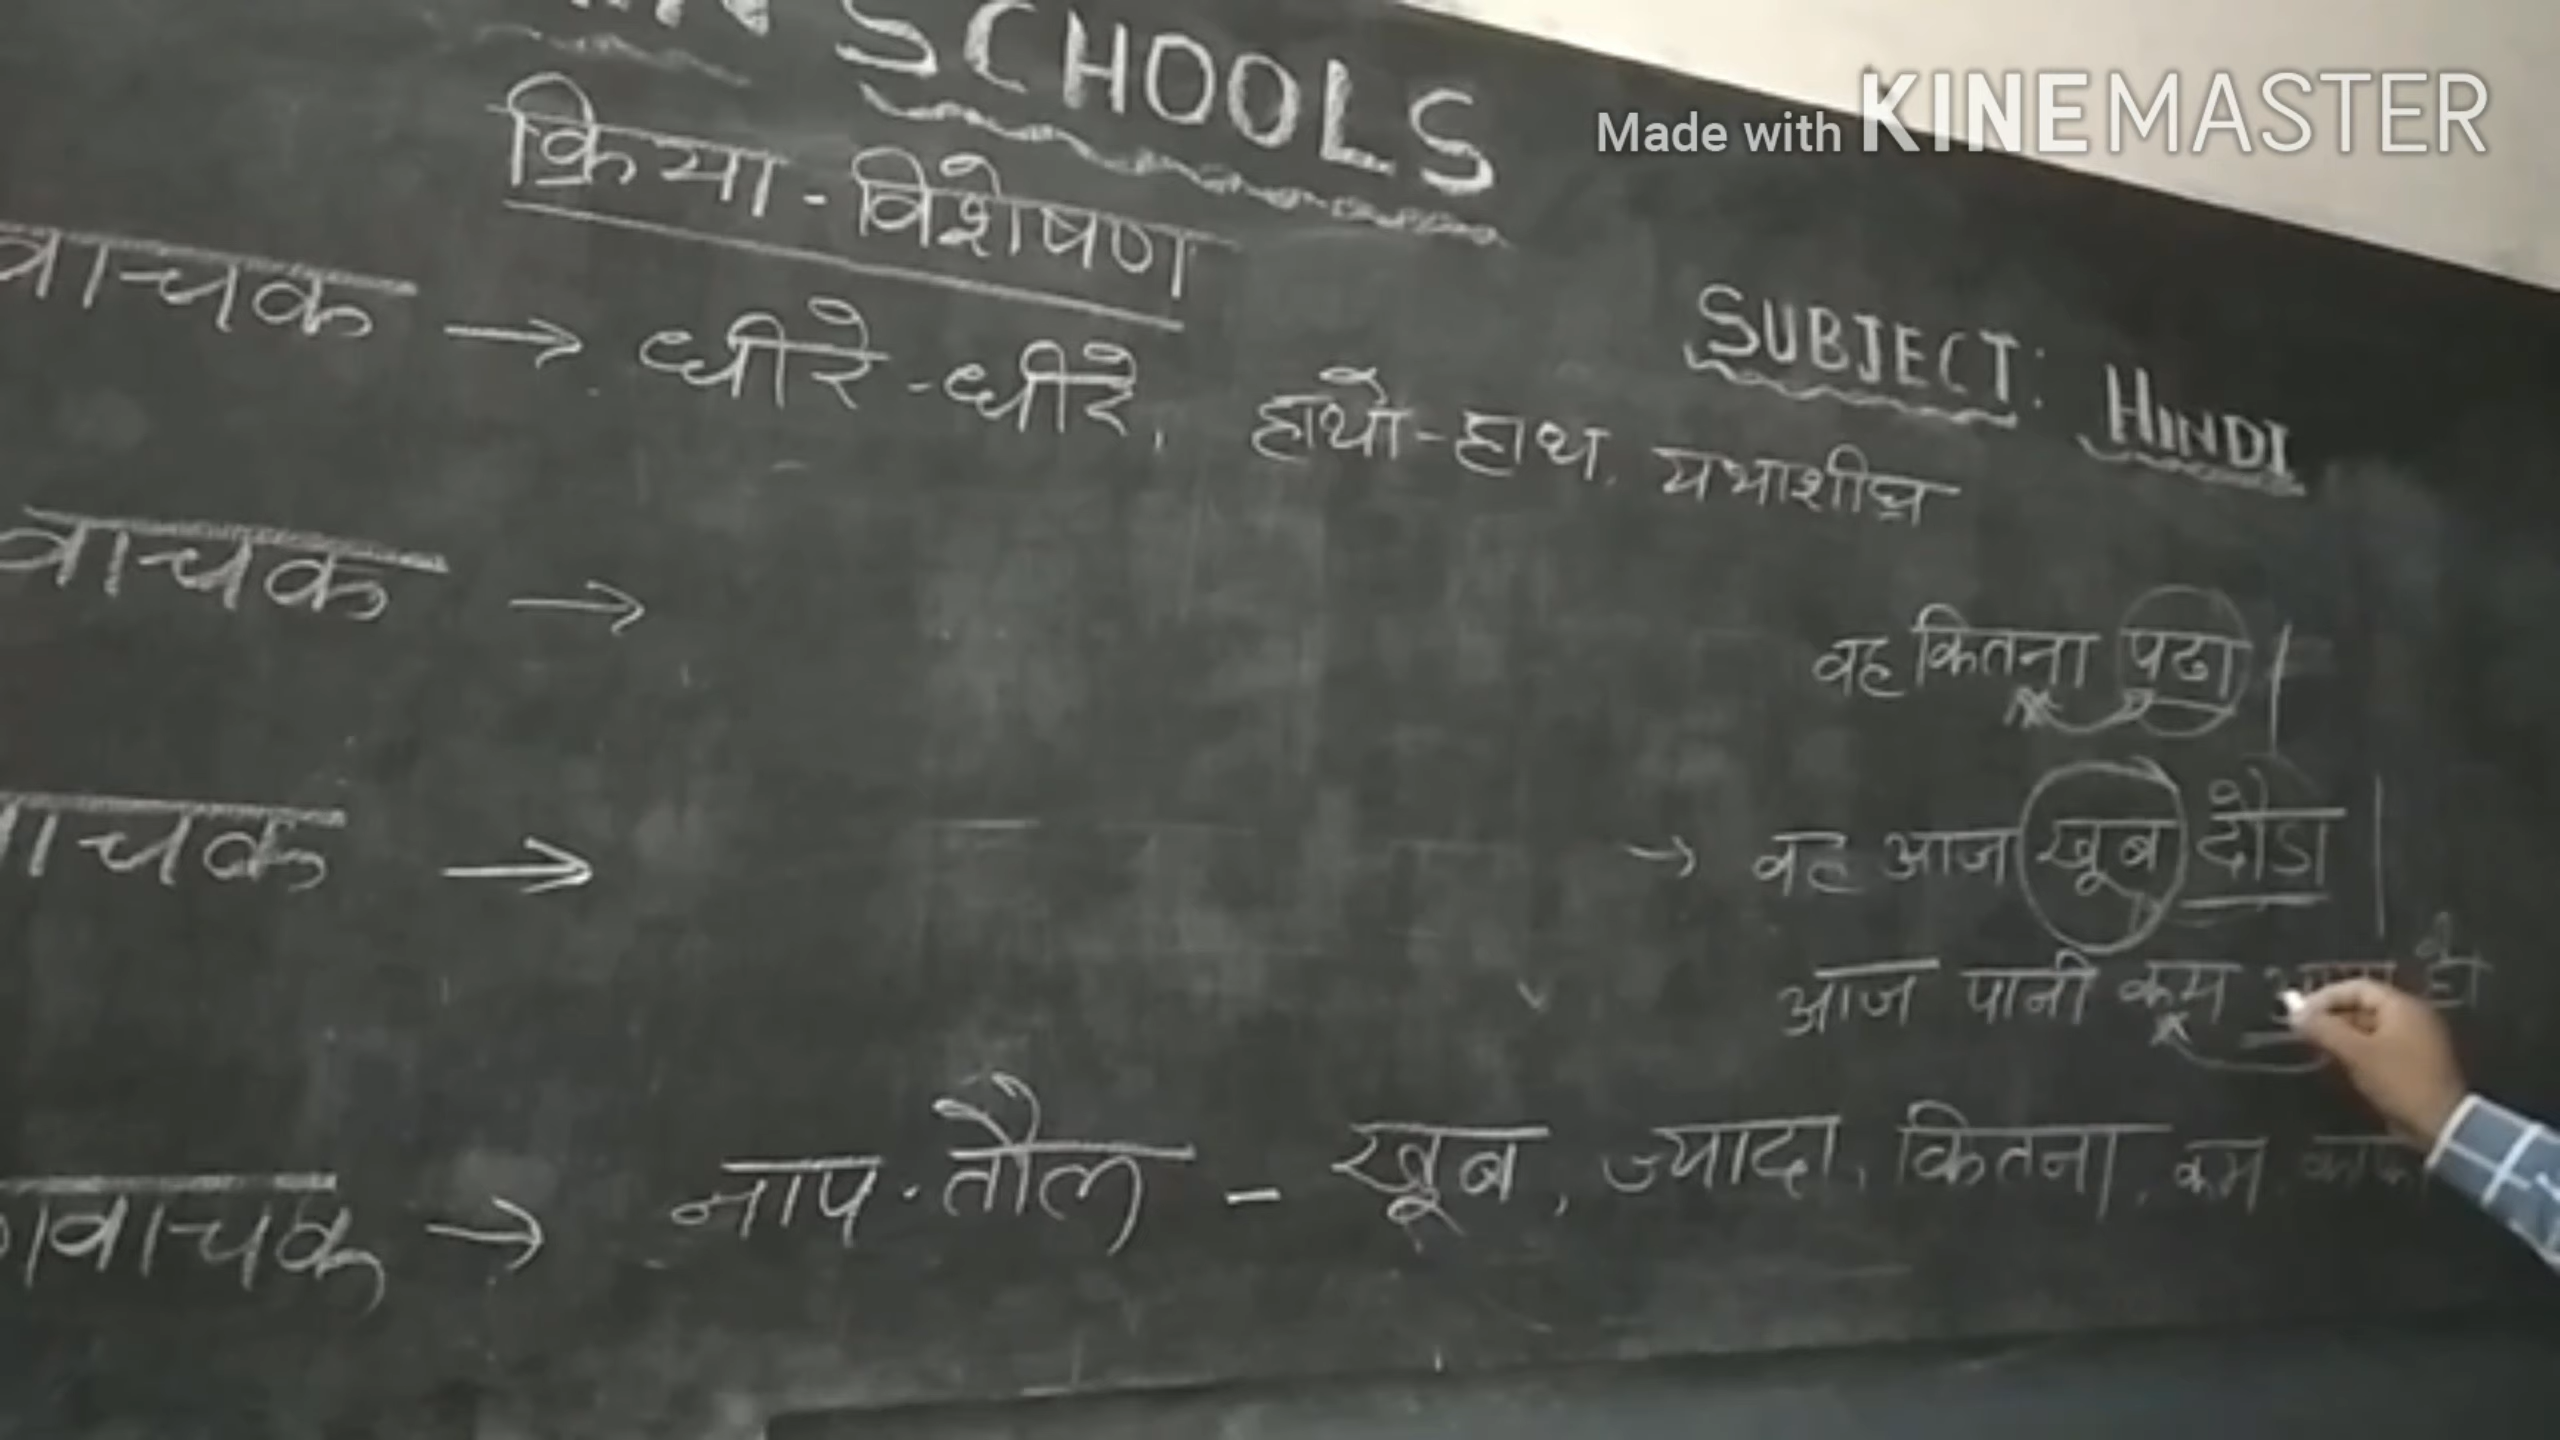 SCHOOLS
Made with KINEMASTER
क्रिया-विशेषण
SUBJECT: HINDI
वाचक → धीरे-धीरे, हाथो-हाथ, यथाशीघ्र
वाचक →
वह कितना पढा |
वाचक →
→ वह आज खूब दौडा |
आज पानी कम
वाचक → नाप-तौल - खूब, ज्यादा, कितना, कम,